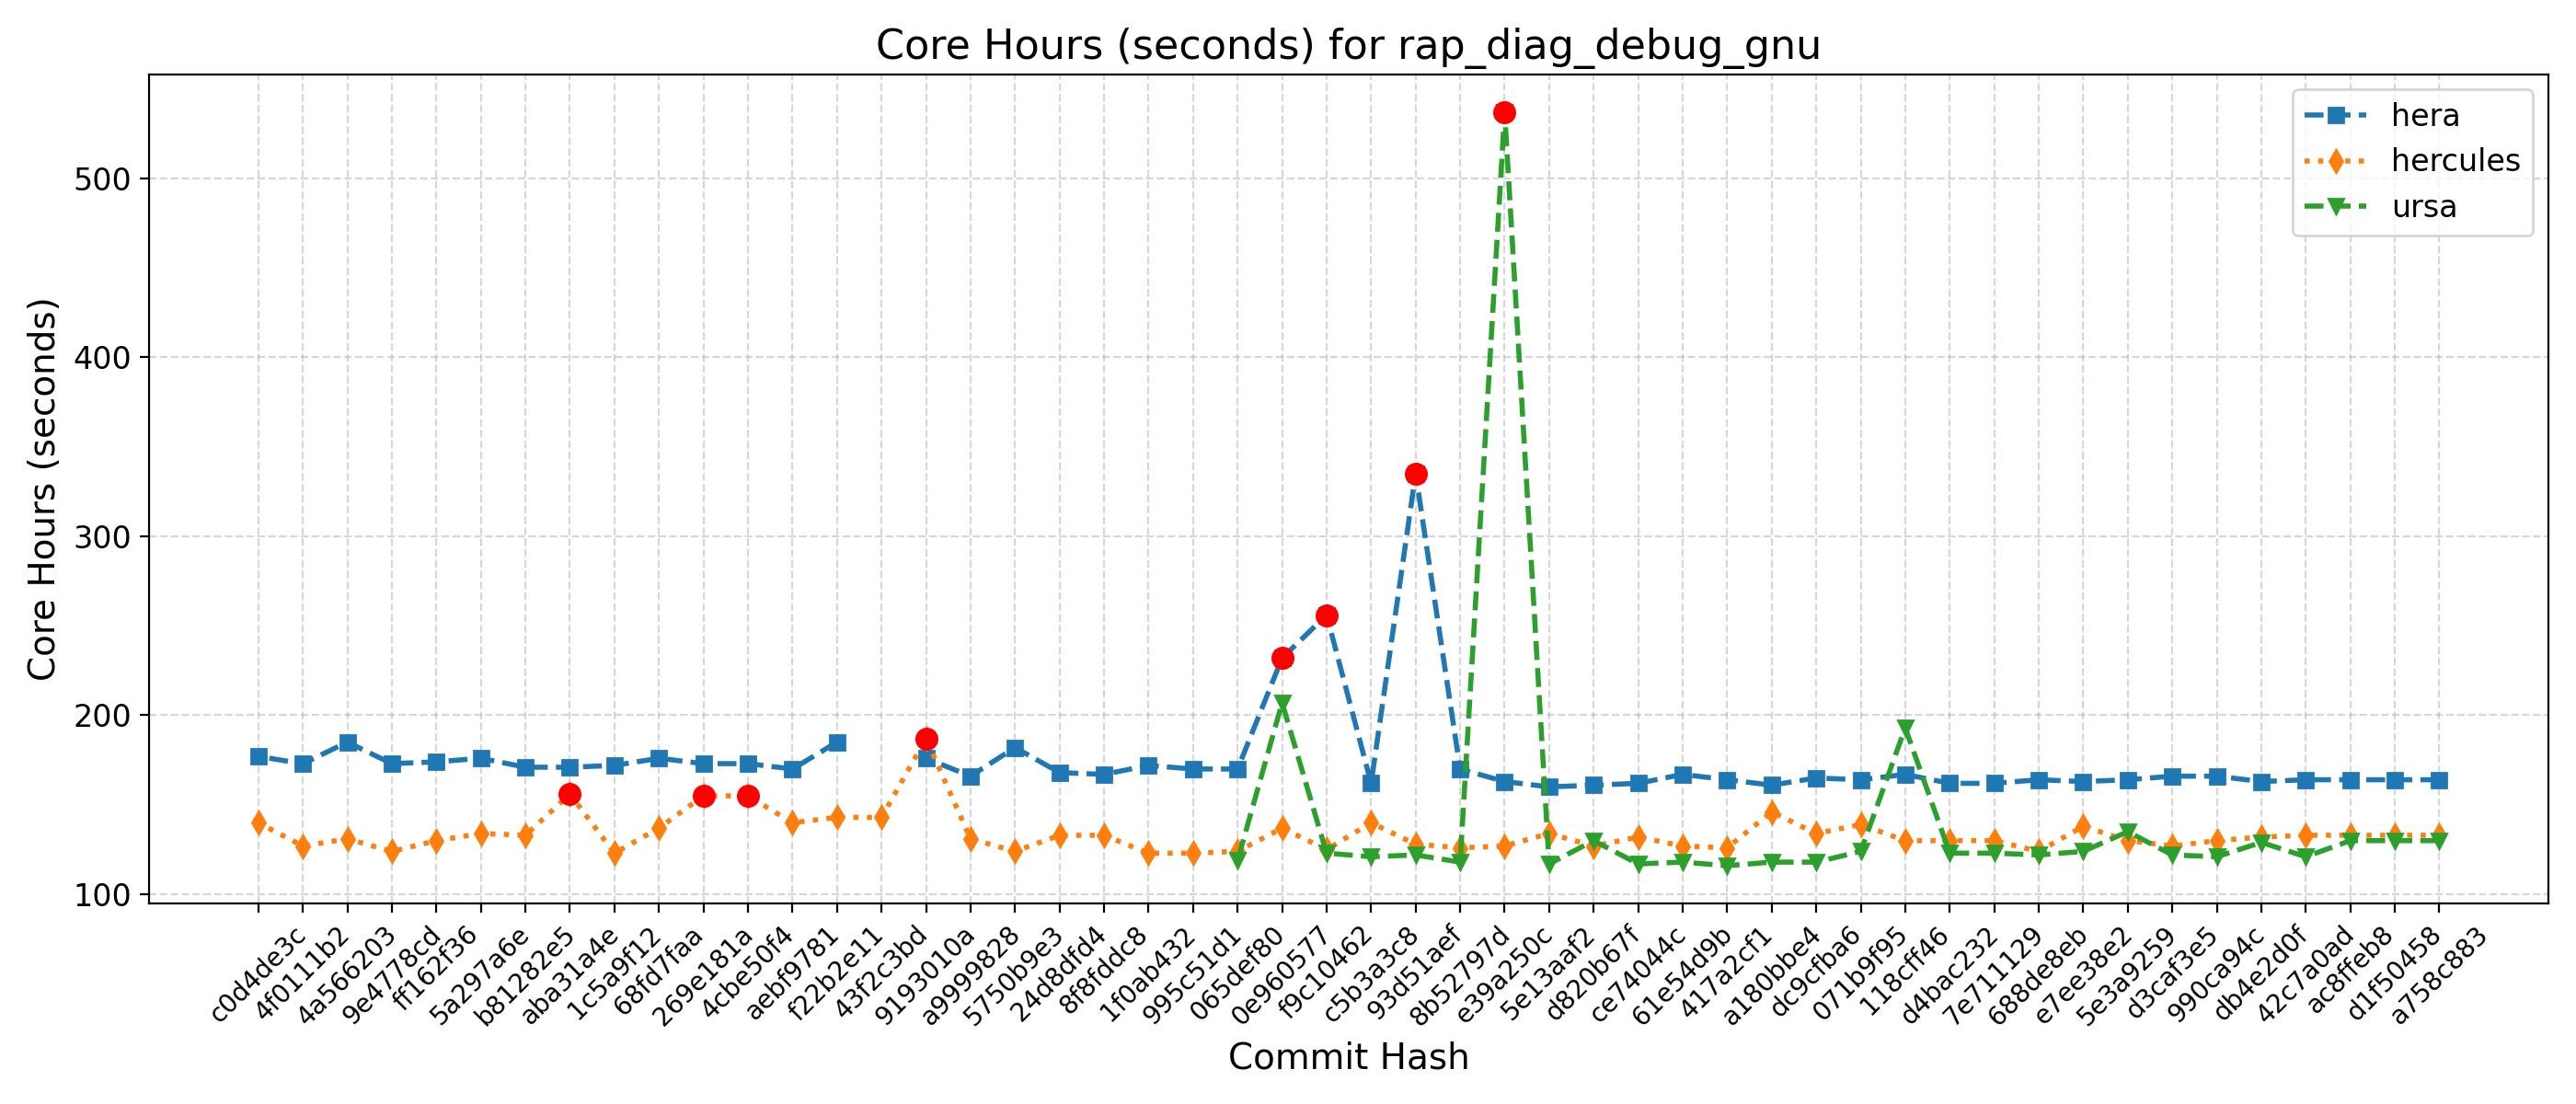 Core Hours (seconds) for rap_diag_debug_gnu
hera
hercules
ursa
Core Hours (seconds)
500
400
300
200
100
c0d4de3c
4f0111b2
4a566203
9e4778cd
ff162f36
5a297a6e
b81282e5
aba31a4e
1c5a9f12
68fd7faa
269e181a
4cbe50f4
aebf9781
f22b2e11
43f2c3bd
9193010a
a9999828
5750b9e3
24d8dfd4
8f8fddc8
1f0ab432
995c51d1
065def80
0e960577
f9c10462
c5b3a3c8
93d51aef
8b52797d
e39a250c
5e13aaf2
d820b67f
ce74044c
61e54d9b
417a2cf1
a180bbe4
dc9cfba6
071b9f95
118cff46
d4bac232
7e711129
688de8eb
e7ee38e2
5e3a9259
d3caf3e5
990ca94c
db4e2d0f
42c7a0ad
ac8ffeb8
d1f50458
a758c883
Commit Hash